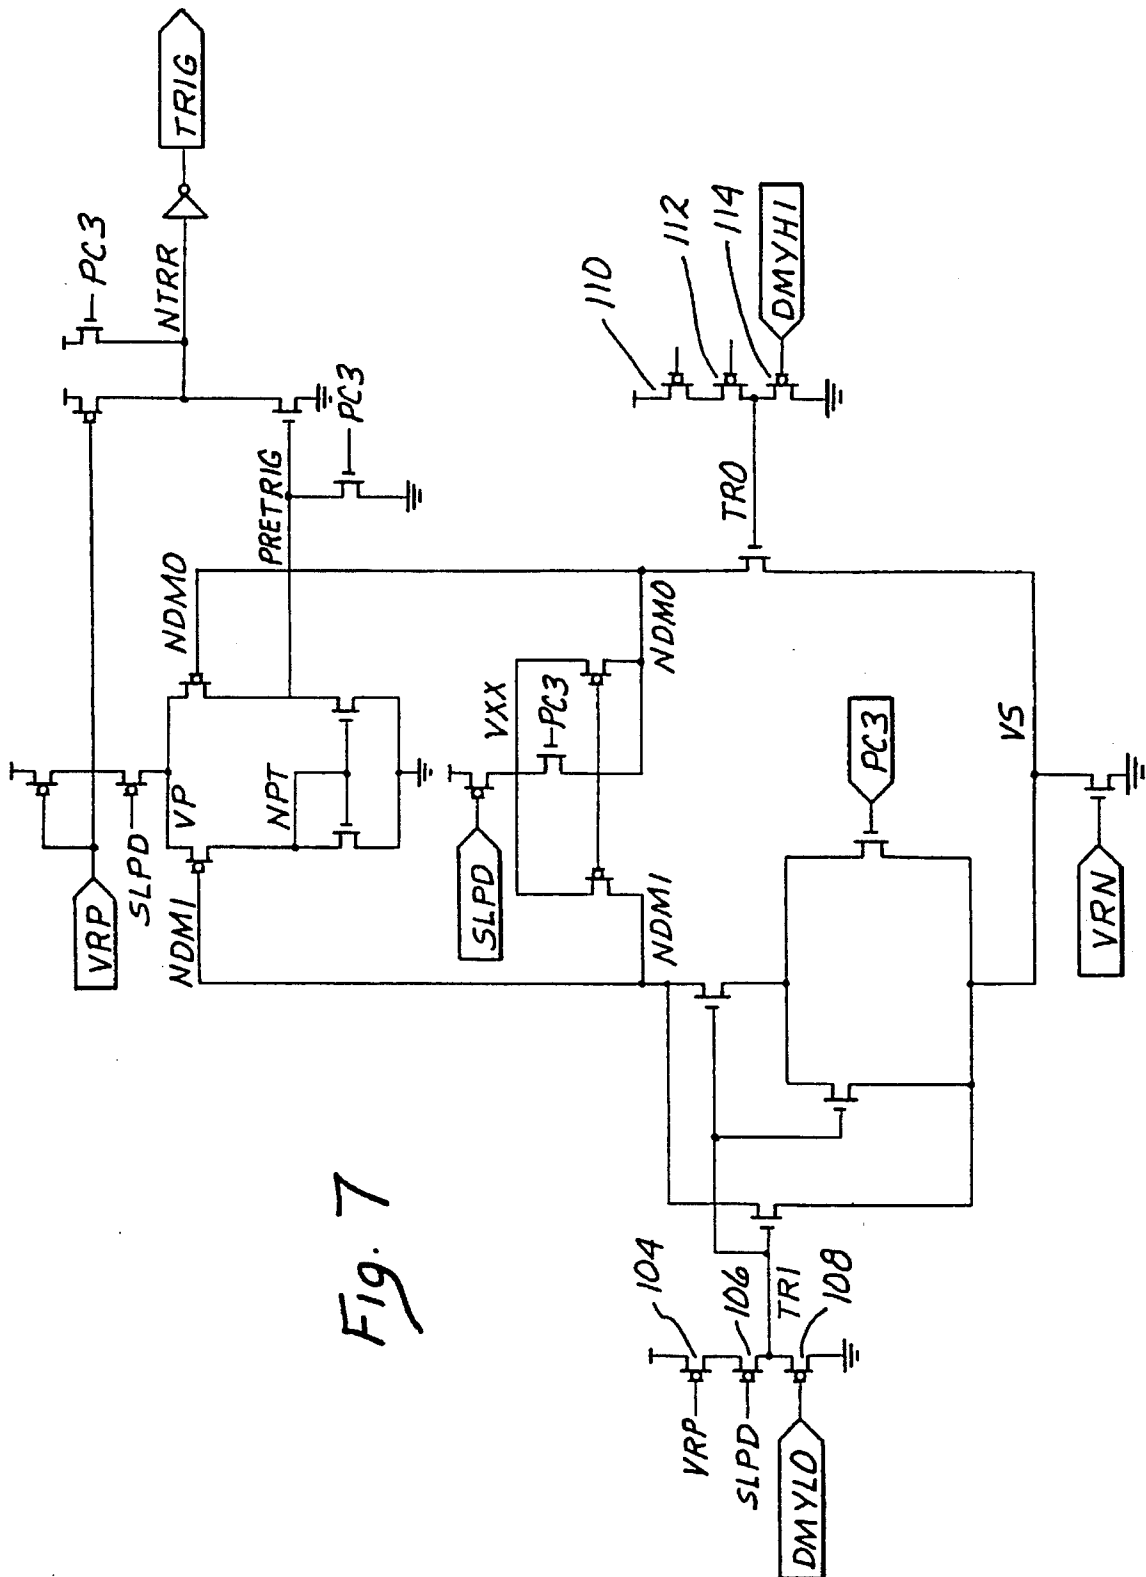 TRIG
PC3
NTRR
PC3
PRETRIG
NDMO
VRP
SLPD
VP
NPT
NDM1
VXX
PC3
SLPD
NDM1
NDMO
110
112
114
DMYHI
TRO
PC3
VS
VRN
104
106
TR1
108
VRP
SLPD
DMYLO
Fig. 7